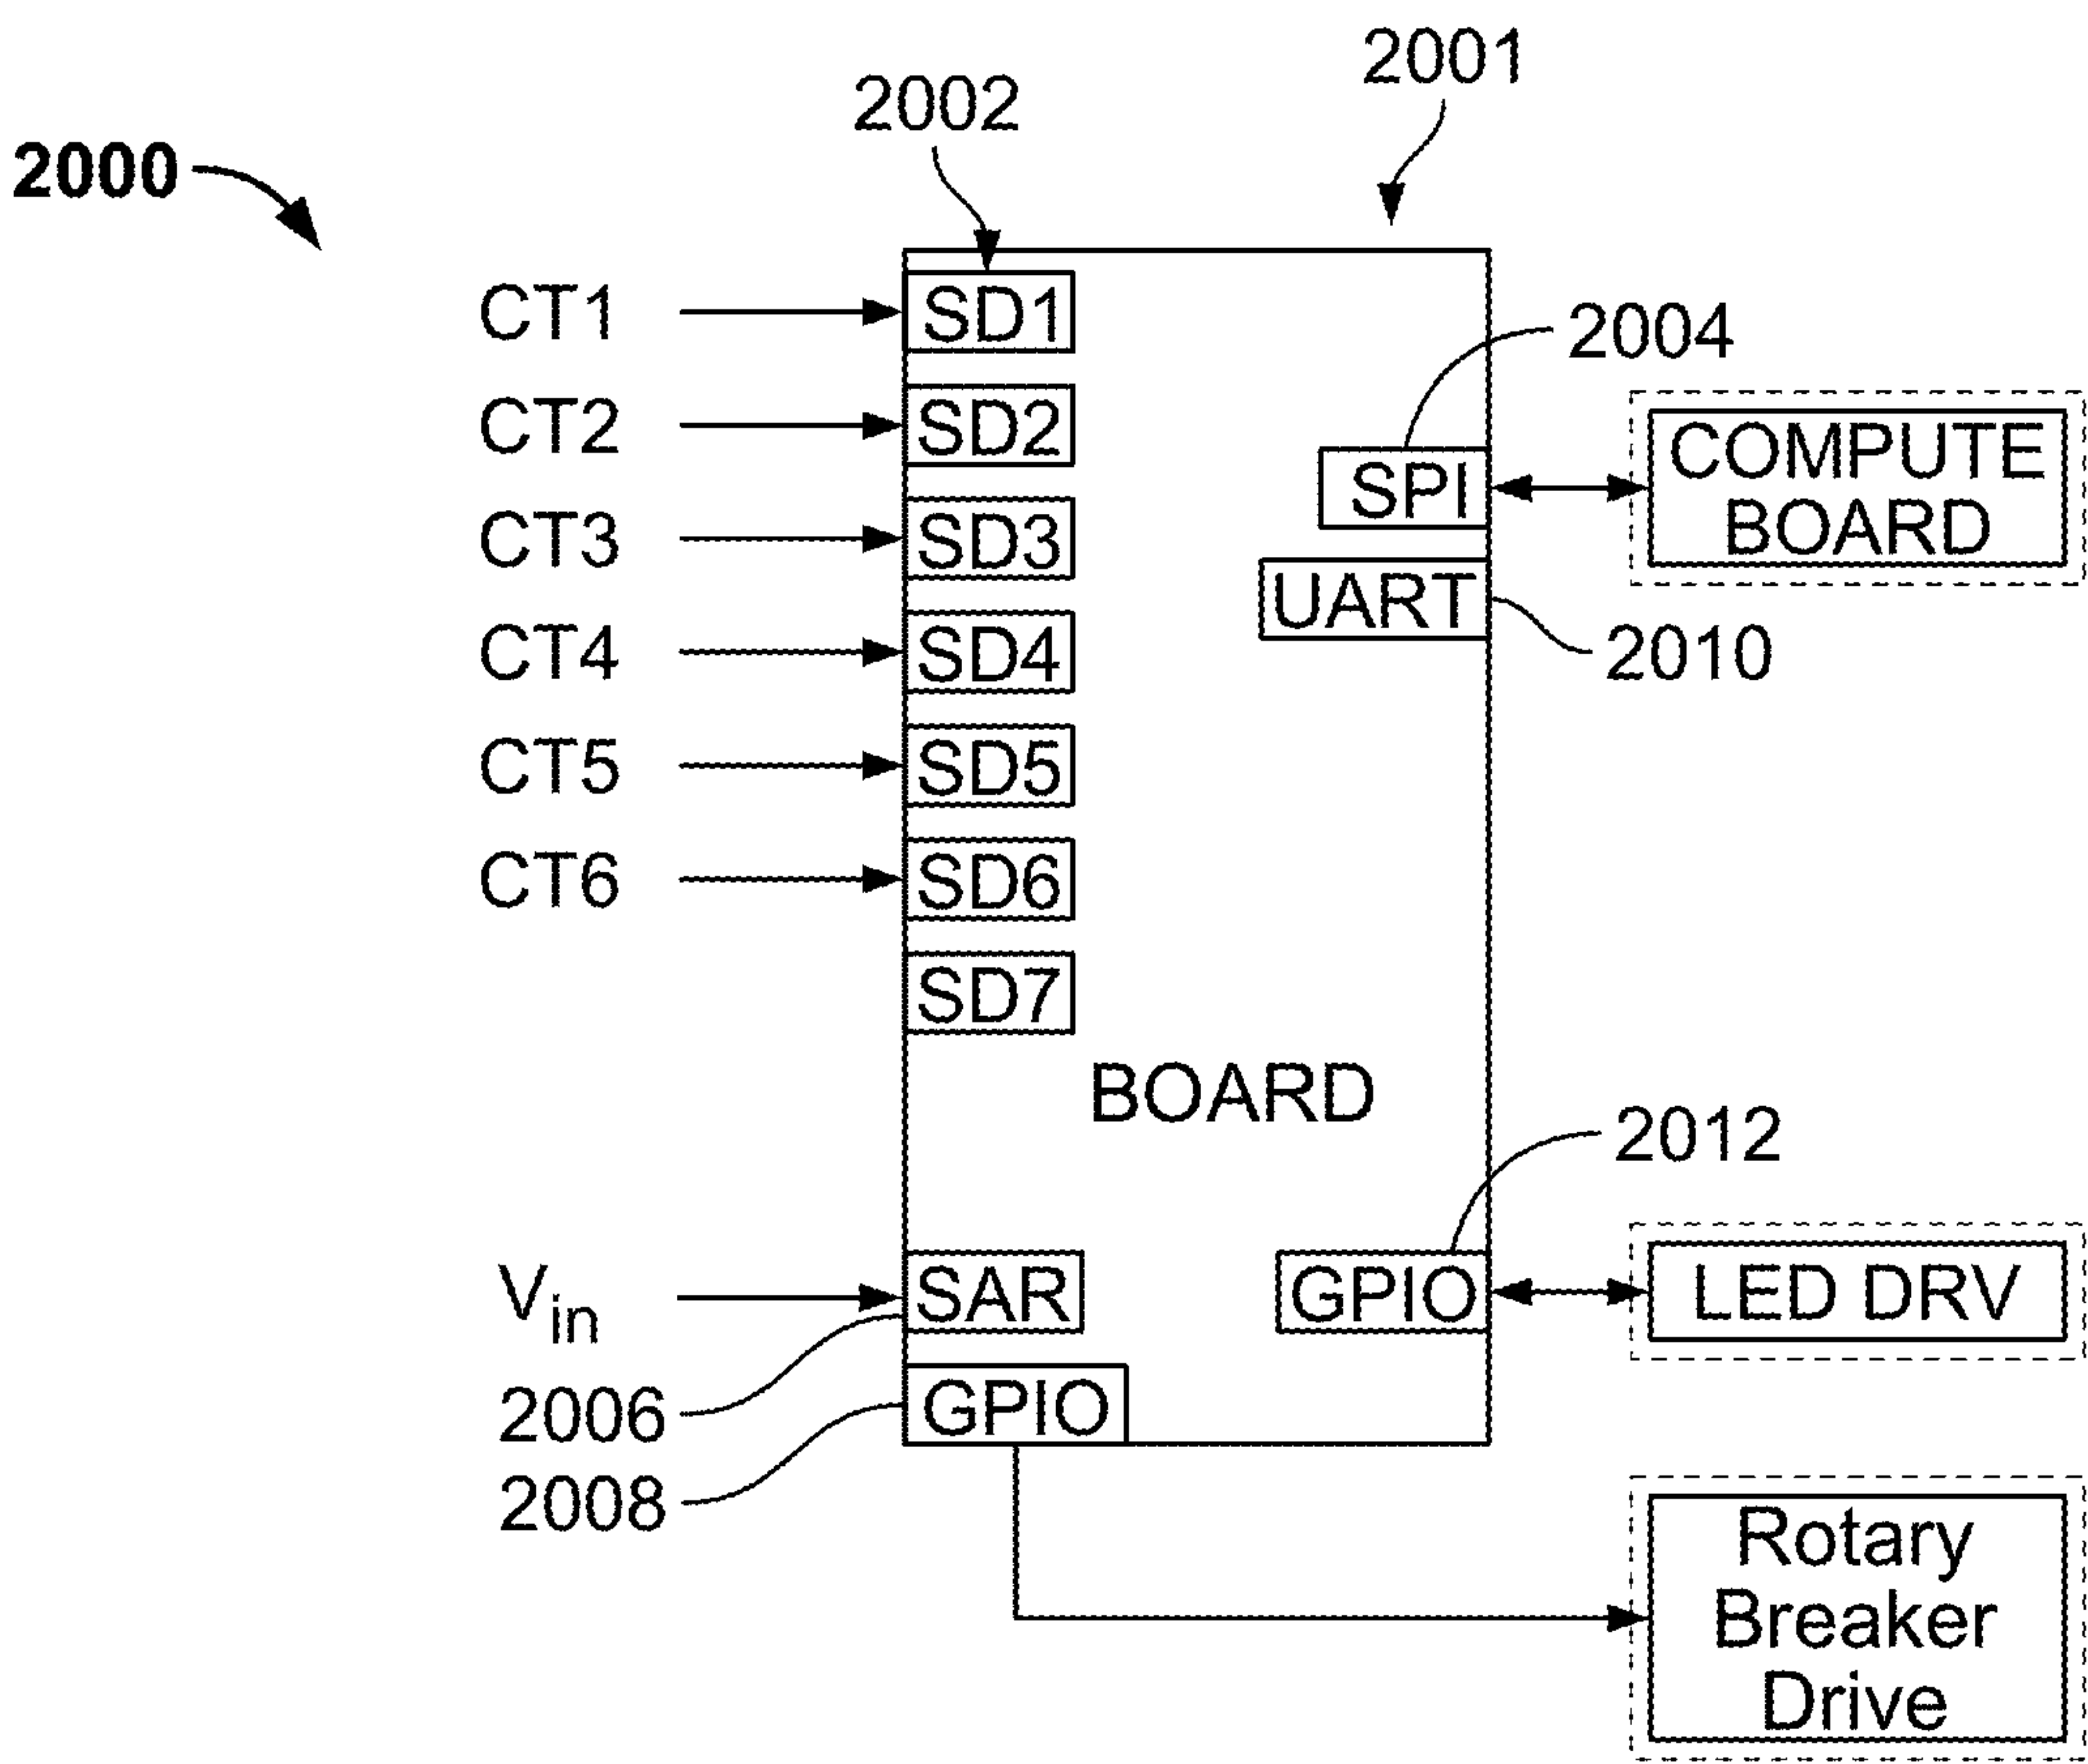 2001
2002
2000
CT1 SD1
2004
CT2 SD2
COMPUTE
BOARD
SPI
CT3 SD3
UART
2010
CT4 SD4
CT5 SD5
CT6 SD6
SD7
BOARD
2012
Vin SAR
GPIO LED DRV
2006
GPIO
2008
Rotary
Breaker
Drive